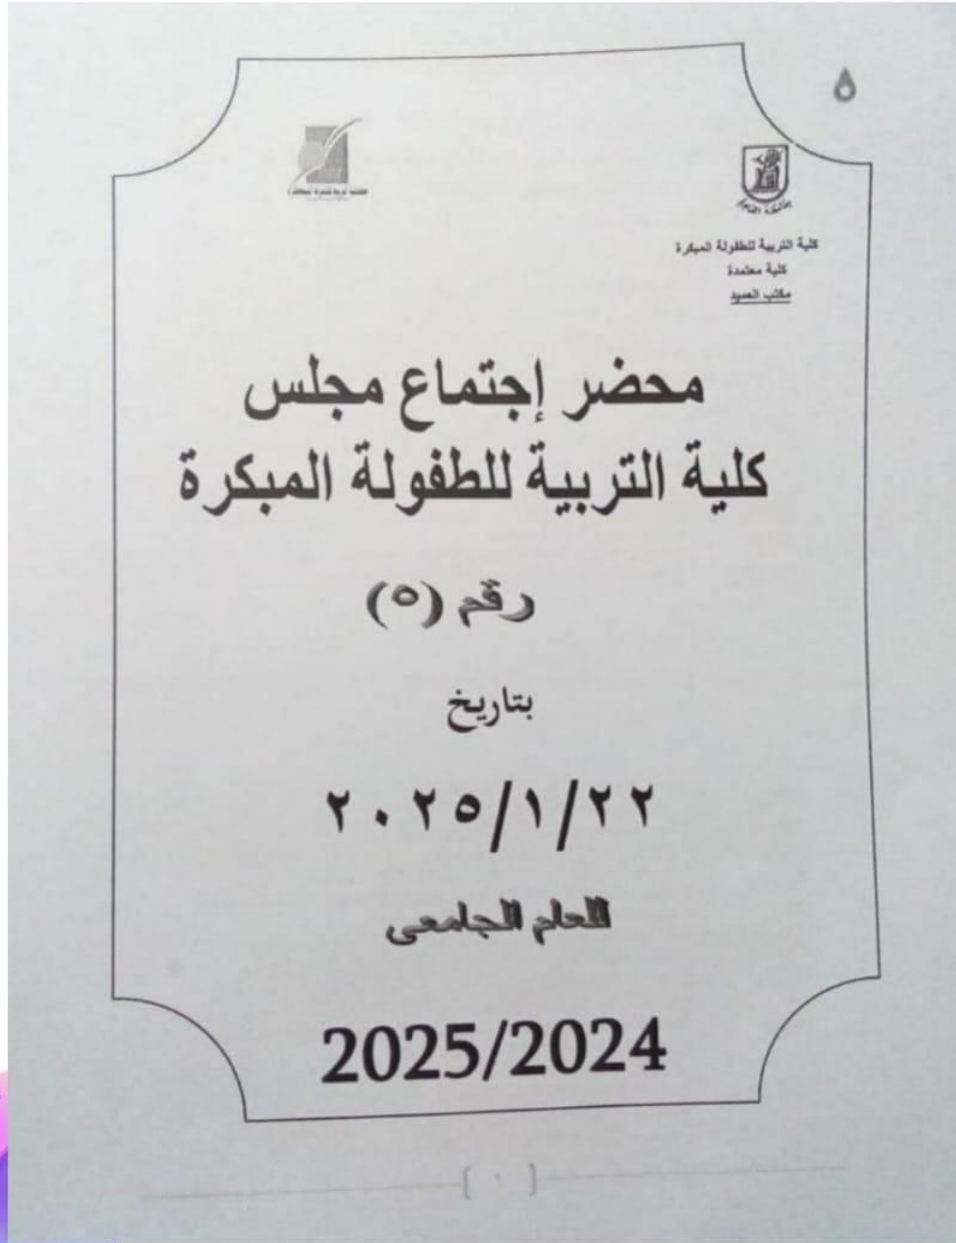 ٥
كلية التربية للطفولة المبكرة
كلية معتمدة
مكتب العميد
محضر إجتماع مجلس
كلية التربية للطفولة المبكرة
رقم (٥)
بتاريخ
٢٠٢٥/١/٢٢
للعام الجامعى
2025/2024